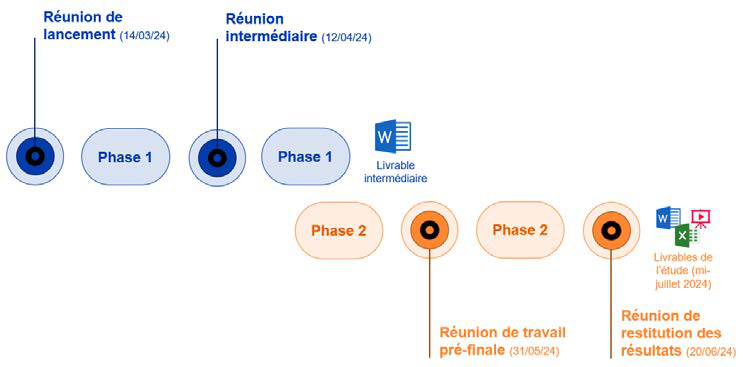 Réunion de
lancement (14/03/24)
Réunion
intermédiaire (12/04/24)
Phase 1
Phase 1
W
Livrable
intermédiaire
Phase 2
Phase 2
W
X
Livrables de
l'étude (mi-
juillet 2024)
Réunion de travail
pré-finale (31/05/24)
Réunion de
restitution des
résultats (20/06/24)